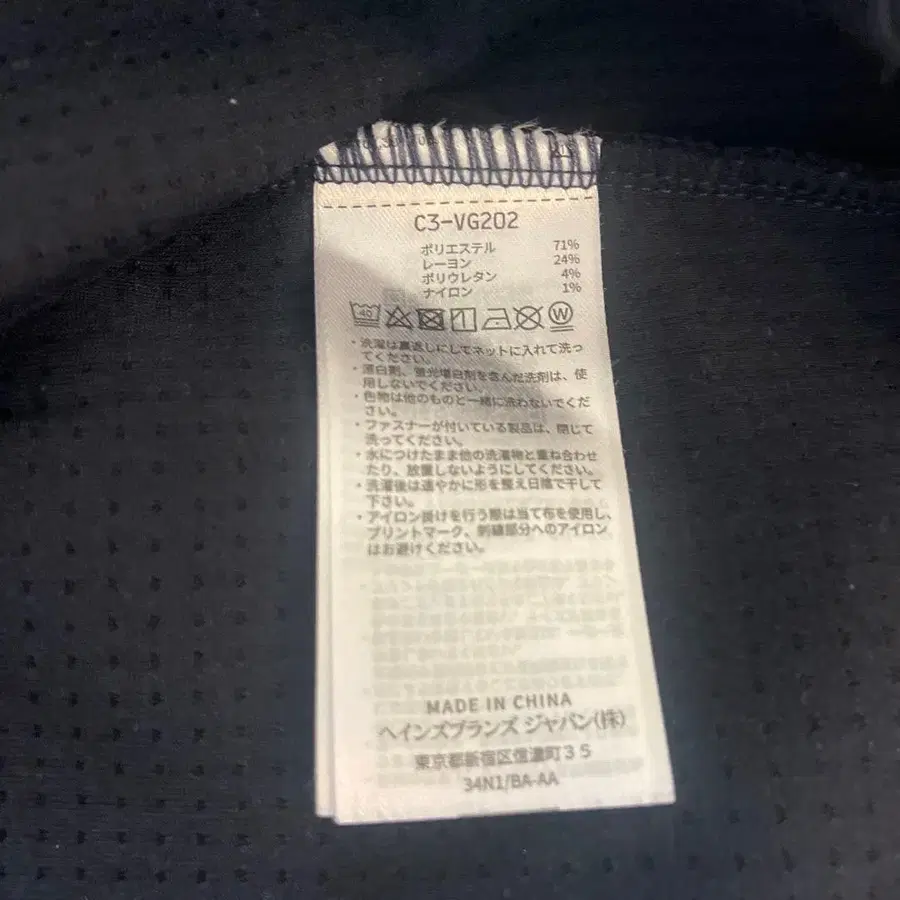 C3-VG202
ポリエステル 71%
レーヨン 24%
ポリウレタン 4%
ナイロン 1%
40 W
・洗濯は裏返しにしてネットに入れて洗っ
てください。
・漂白剤、蛍光増白剤を含んだ洗剤は、使
用しないでください。
・色物は他のものと一緒に洗わないでくだ
さい。
・ファスナーが付いている製品は、閉じて
洗ってください。
・水につけたまま他の洗濯物と重ね合わせ
たり、放置しないようにしてください。
・洗濯後は速やかに形を整え日陰で干して
下さい。
・アイロン掛けを行う際は当て布を使用し、
プリントマーク、刺繍部分へのアイロン
はお避けください。
MADE IN CHINA
ヘインズブランズ ジャパン(株)
東京都新宿区信濃町35
34N1/BA-AA